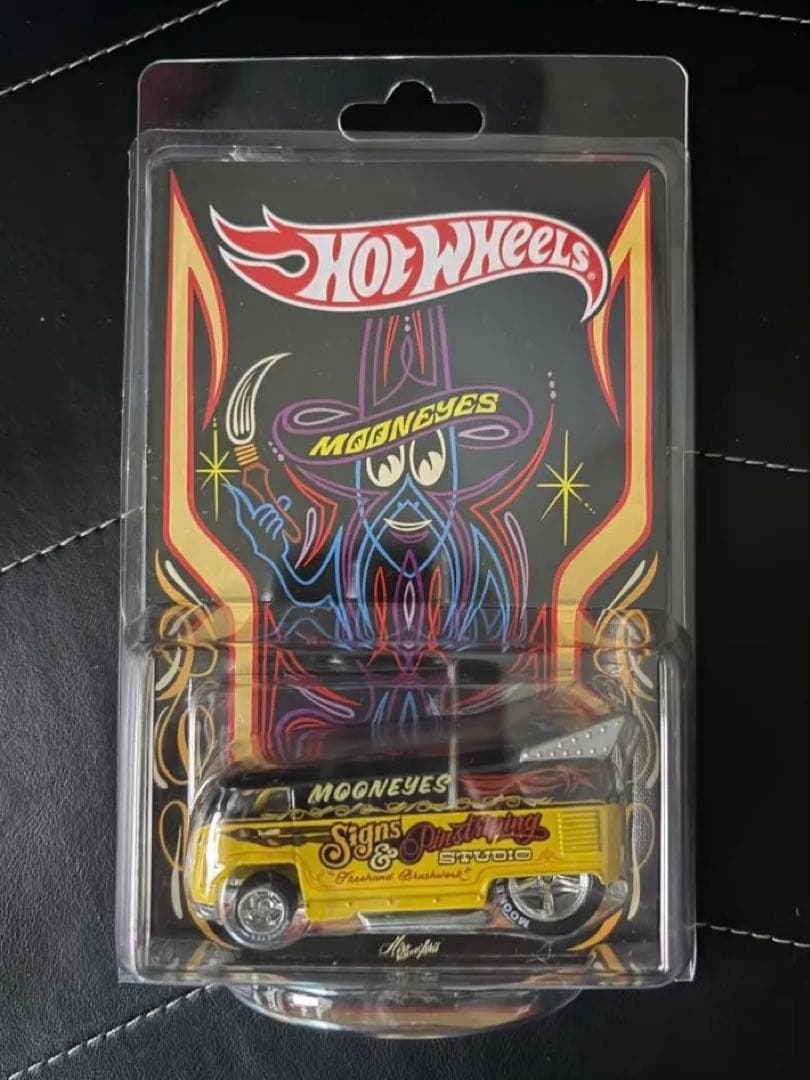 HOT WHEELS®
MOONEYES
MOONEYES
Signs
& Pinstriping
STUDIO
"Freehand Brushwork"